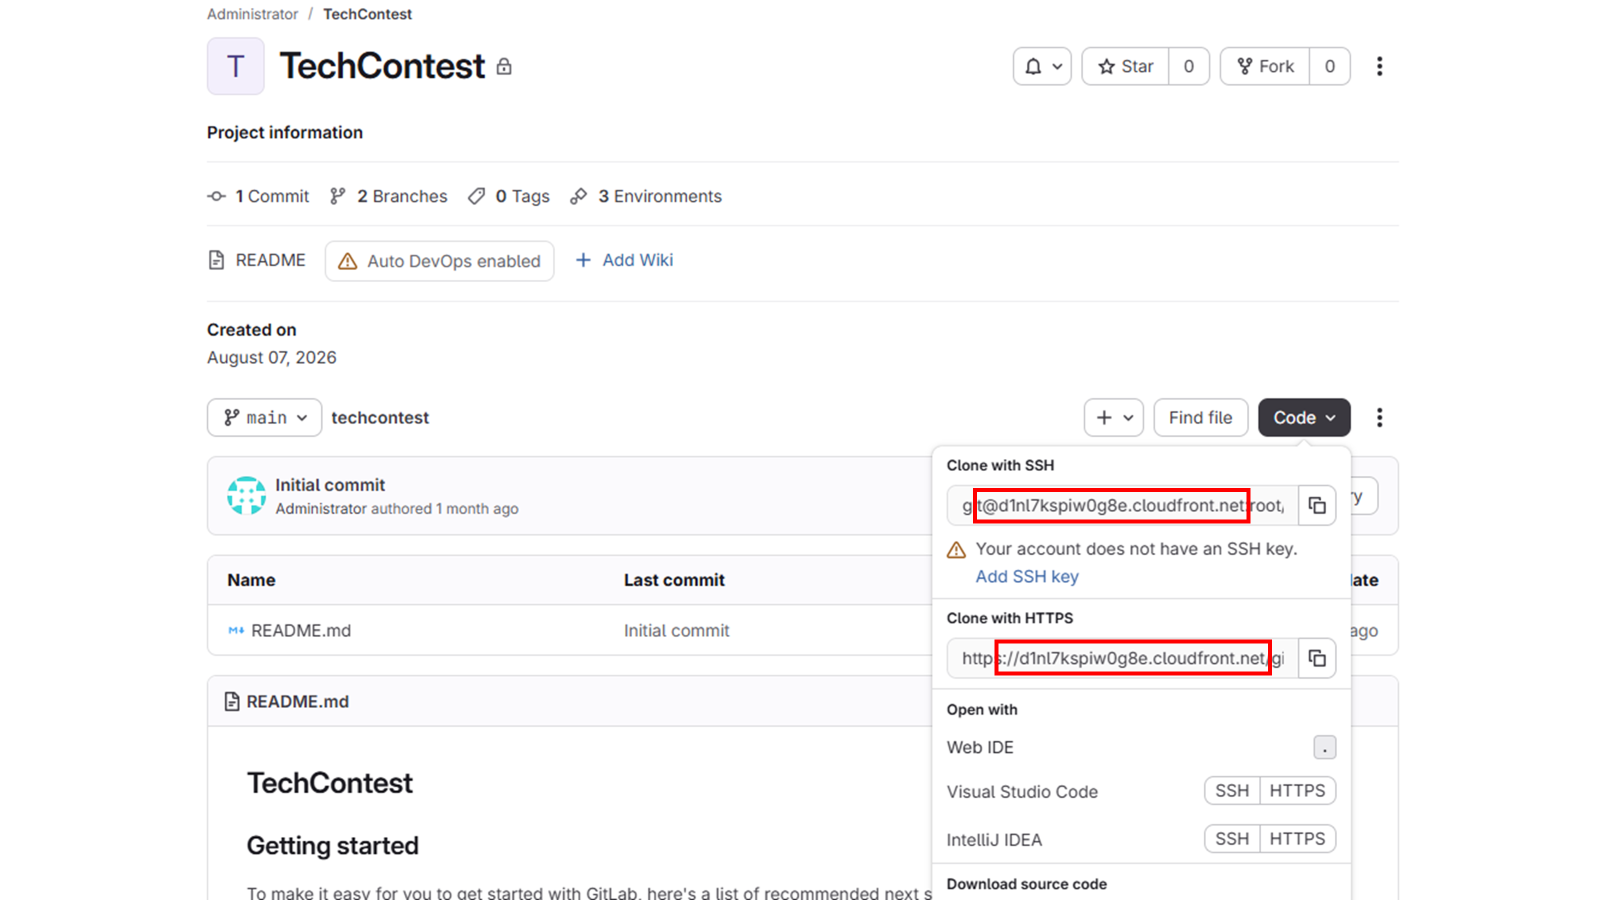 Administrator / TechContest
T TechContest
Star 0 Fork 0
Project information
1 Commit 2 Branches 0 Tags 3 Environments
README Auto DevOps enabled + Add Wiki
Created on
August 07, 2026
main techcontest + Find file Code
Clone with SSH
git@d1nl7kspiw0g8e.cloudfront.net:root/
Initial commit
Administrator authored 1 month ago
Your account does not have an SSH key.
Add SSH key
Name Last commit
README.md Initial commit ago
Clone with HTTPS
https://d1nl7kspiw0g8e.cloudfront.net/gi
README.md
Open with
Web IDE .
Visual Studio Code SSH HTTPS
IntelliJ IDEA SSH HTTPS
Download source code
TechContest
Getting started
To make it easy for you to get started with GitLab, here's a list of recommended next s